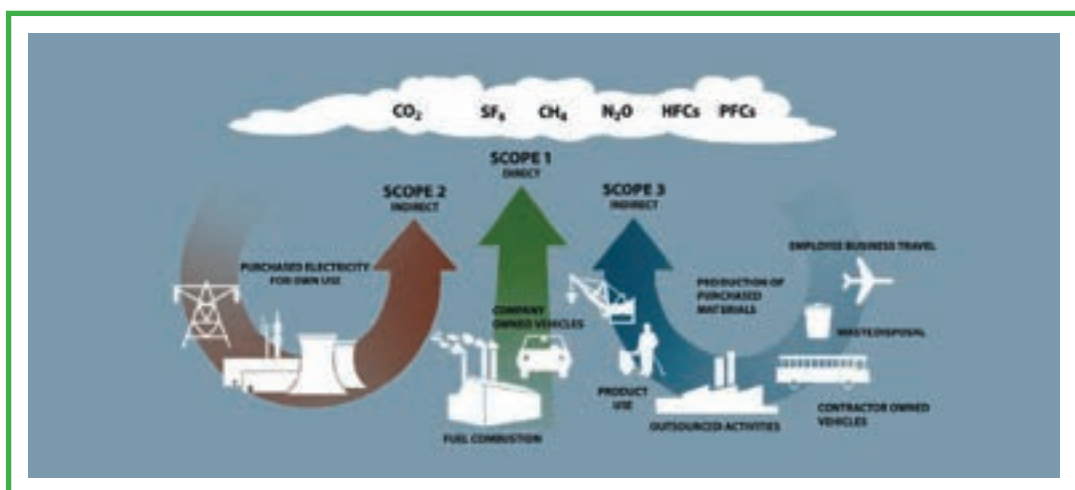 CO₂ SF₆ CH₄ N₂O HFCs PFCs
SCOPE 1
DIRECT
SCOPE 2
INDIRECT
SCOPE 3
INDIRECT
PURCHASED ELECTRICITY
FOR OWN USE
COMPANY
OWNED VEHICLES
FUEL COMBUSTION
PRODUCT
USE
PRODUCTION OF
PURCHASED
MATERIALS
OUTSOURCED ACTIVITIES
EMPLOYEE BUSINESS TRAVEL
WASTE DISPOSAL
CONTRACTOR OWNED
VEHICLES